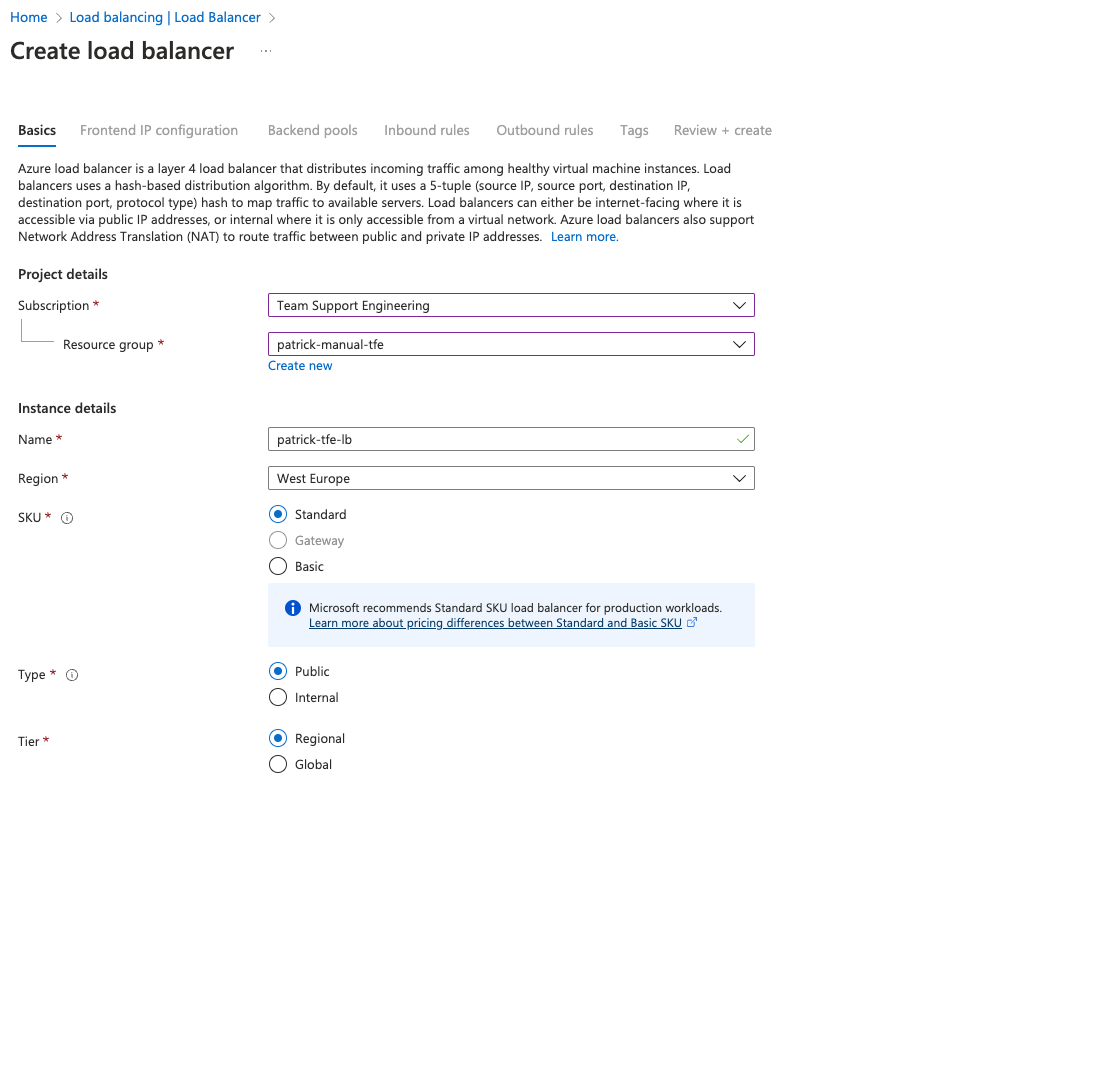 Home > Load balancing | Load Balancer >
Create load balancer ...
Basics Frontend IP configuration Backend pools Inbound rules Outbound rules Tags Review + create
Azure load balancer is a layer 4 load balancer that distributes incoming traffic among healthy virtual machine instances. Load
balancers uses a hash-based distribution algorithm. By default, it uses a 5-tuple (source IP, source port, destination IP,
destination port, protocol type) hash to map traffic to available servers. Load balancers can either be internet-facing where it is
accessible via public IP addresses, or internal where it is only accessible from a virtual network. Azure load balancers also support
Network Address Translation (NAT) to route traffic between public and private IP addresses. Learn more.
Project details
Subscription * Team Support Engineering
Resource group * patrick-manual-tfe
Create new
Instance details
Name * patrick-tfe-lb
Region * West Europe
SKU * Standard
Gateway
Basic
Microsoft recommends Standard SKU load balancer for production workloads.
Learn more about pricing differences between Standard and Basic SKU
Type * Public
Internal
Tier * Regional
Global